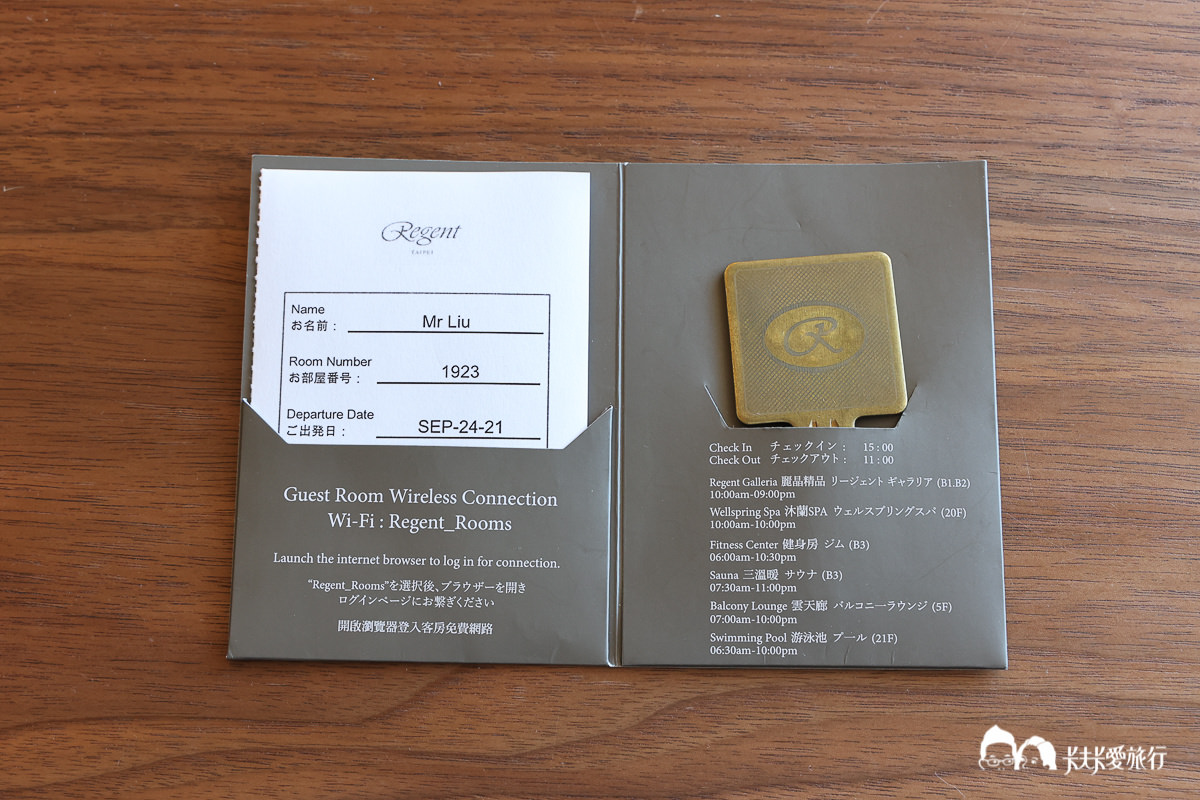 Regent
TAIPEI
Name
お名前：
Mr Liu
Room Number
お部屋番号：
1923
Departure Date
ご出発日：
SEP-24-21
Guest Room Wireless Connection
Wi-Fi : Regent_Rooms
Launch the internet browser to log in for connection.
"Regent_Rooms"を選択後、ブラウザーを開き
ログインページにお繋ぎください
開啟瀏覽器登入客房免費網路
R
Check In チェックイン： 15 : 00
Check Out チェックアウト： 11 : 00
Regent Galleria 麗晶精品 リージェント ギャラリア (B1.B2)
10:00am-09:00pm
Wellspring Spa 沐蘭SPA ウェルスプリングスパ (20F)
10:00am-10:00pm
Fitness Center 健身房 ジム (B3)
06:00am-10:30pm
Sauna 三溫暖 サウナ (B3)
07:30am-11:00pm
Balcony Lounge 雲天廊 バルコニーラウンジ (5F)
07:00am-10:00pm
Swimming Pool 游泳池 プール (21F)
06:30am-10:00pm
卡夫卡愛旅行